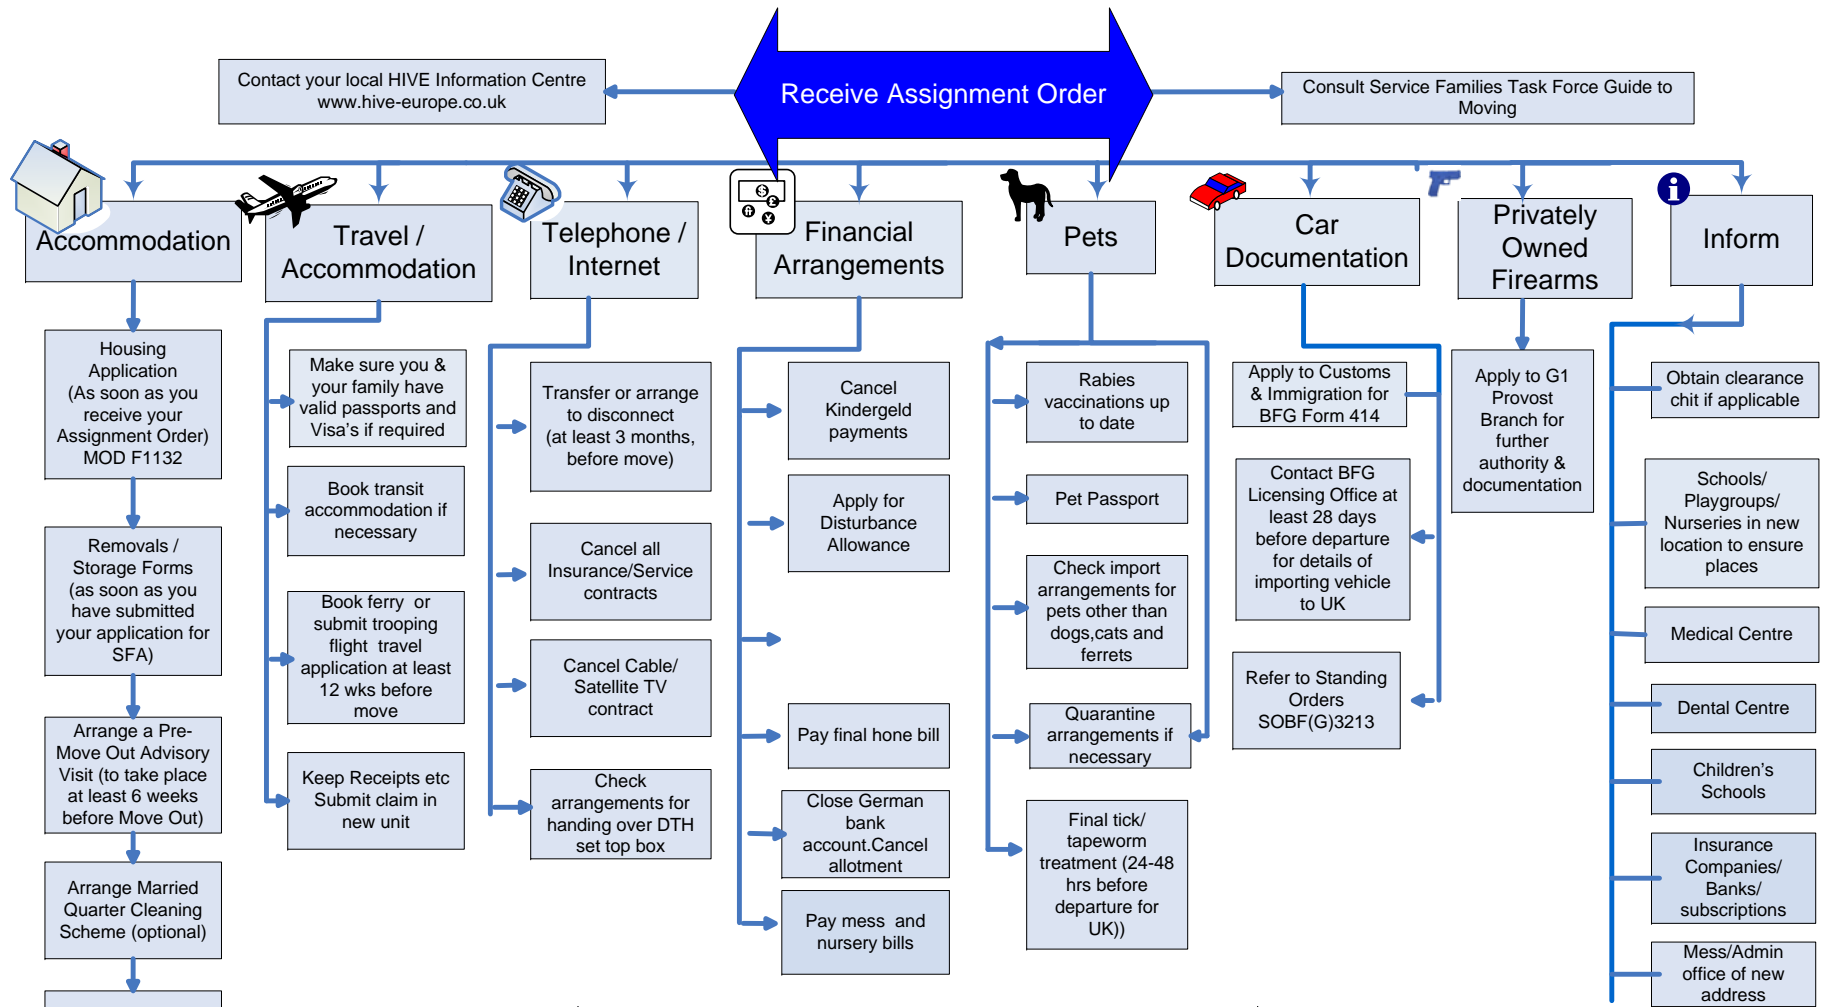 Receive Assignment Order
Contact your local HIVE Information Centre
www.hive-europe.co.uk
Consult Service Families Task Force Guide to
Moving
Accommodation
Housing
Application
(As soon as you
receive your
Assignment Order)
MOD F1132
Removals /
Storage Forms
(as soon as you
have submitted
your application for
SFA)
Arrange a Pre-
Move Out Advisory
Visit (to take place
at least 6 weeks
before Move Out)
Arrange Married
Quarter Cleaning
Scheme (optional)
Travel /
Accommodation
Make sure you &
your family have
valid passports and
Visa's if required
Book transit
accommodation if
necessary
Book ferry or
submit trooping
flight travel
application at least
12 wks before
move
Keep Receipts etc
Submit claim in
new unit
Telephone /
Internet
Transfer or arrange
to disconnect
(at least 3 months,
before move)
Cancel all
Insurance/Service
contracts
Cancel Cable/
Satellite TV
contract
Check
arrangements for
handing over DTH
set top box
$
£
¥
Financial
Arrangements
Cancel
Kindergeld
payments
Apply for
Disturbance
Allowance
Pay final hone bill
Close German
bank
account.Cancel
allotment
Pay mess and
nursery bills
Pets
Rabies
vaccinations up
to date
Pet Passport
Check import
arrangements for
pets other than
dogs,cats and
ferrets
Quarantine
arrangements if
necessary
Final tick/
tapeworm
treatment (24-48
hrs before
departure for
UK))
Car
Documentation
Apply to Customs
& Immigration for
BFG Form 414
Contact BFG
Licensing Office at
least 28 days
before departure
for details of
importing vehicle
to UK
Refer to Standing
Orders
SOBF(G)3213
Privately
Owned
Firearms
Apply to G1
Provost
Branch for
further
authority &
documentation
i
Inform
Obtain clearance
chit if applicable
Schools/
Playgroups/
Nurseries in new
location to ensure
places
Medical Centre
Dental Centre
Children's
Schools
Insurance
Companies/
Banks/
subscriptions
Mess/Admin
office of new
address